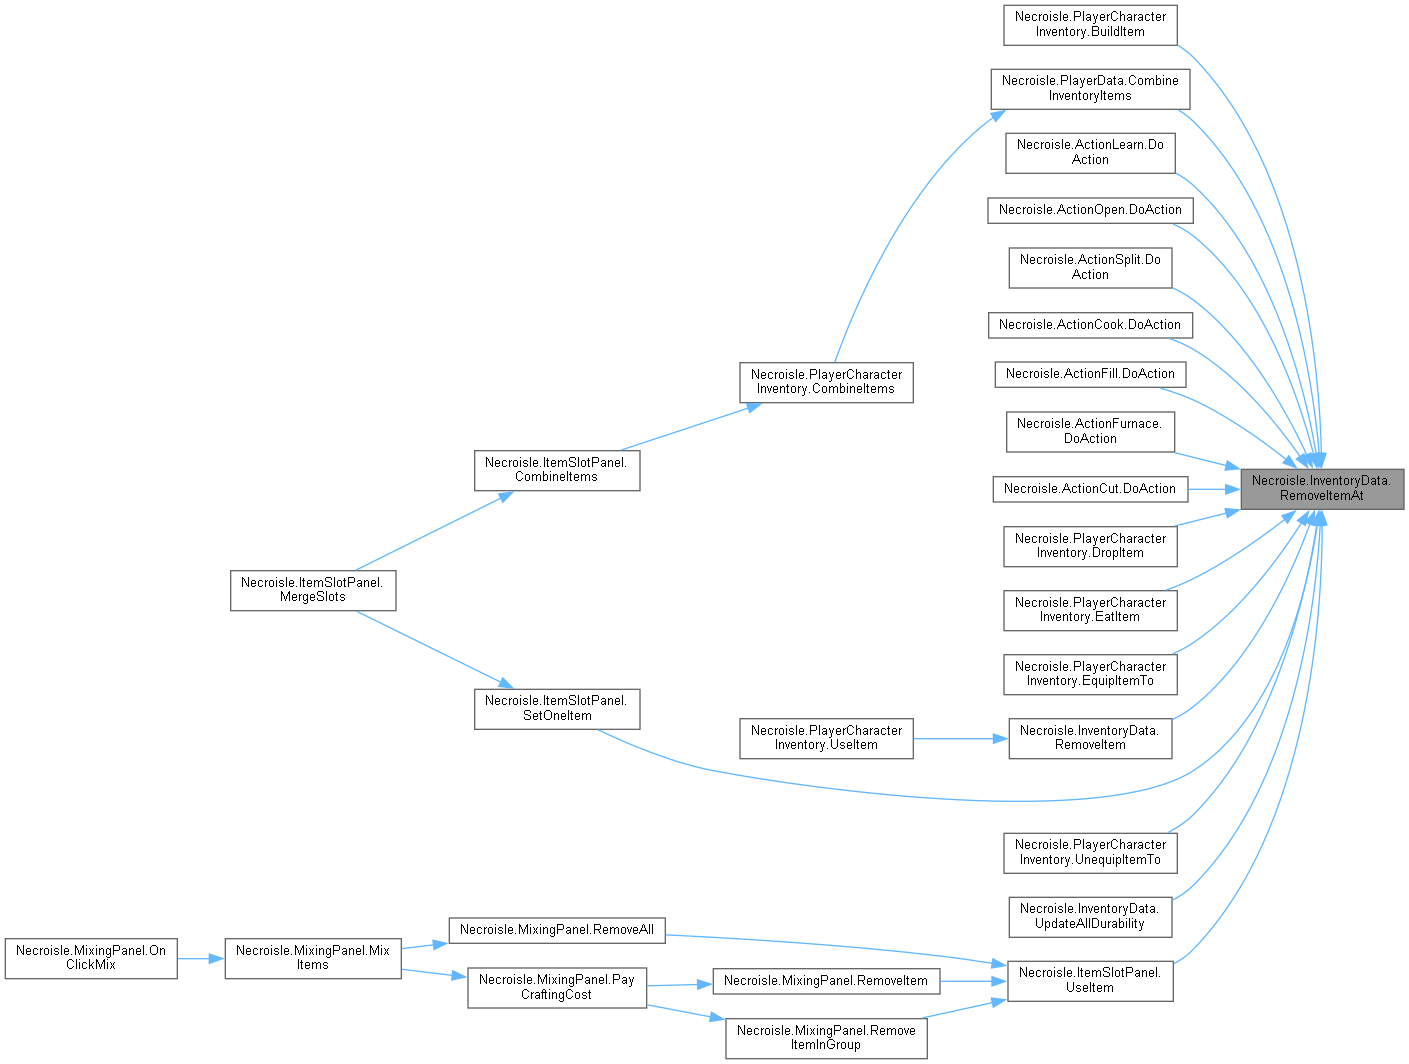 Necroisle.PlayerCharacter
Inventory.BuildItem
Necroisle.PlayerData.Combine
InventoryItems
Necroisle.ActionLearn.Do
Action
Necroisle.ActionOpen.DoAction
Necroisle.ActionSplit.Do
Action
Necroisle.ActionCook.DoAction
Necroisle.PlayerCharacter
Inventory.CombineItems
Necroisle.ActionFill.DoAction
Necroisle.ActionFurnace.
DoAction
Necroisle.ItemSlotPanel.
CombineItems
Necroisle.InventoryData.
RemoveItemAt
Necroisle.ActionCut.DoAction
Necroisle.PlayerCharacter
Inventory.DropItem
Necroisle.ItemSlotPanel.
MergeSlots
Necroisle.PlayerCharacter
Inventory.EatItem
Necroisle.PlayerCharacter
Inventory.EquipItemTo
Necroisle.ItemSlotPanel.
SetOneItem
Necroisle.PlayerCharacter
Inventory.UseItem
Necroisle.InventoryData.
RemoveItem
Necroisle.PlayerCharacter
Inventory.UnequipItemTo
Necroisle.InventoryData.
UpdateAllDurability
Necroisle.MixingPanel.RemoveAll
Necroisle.MixingPanel.On
ClickMix
Necroisle.MixingPanel.Mix
Items
Necroisle.MixingPanel.Pay
CraftingCost
Necroisle.MixingPanel.RemoveItem
Necroisle.ItemSlotPanel.
UseItem
Necroisle.MixingPanel.Remove
ItemInGroup